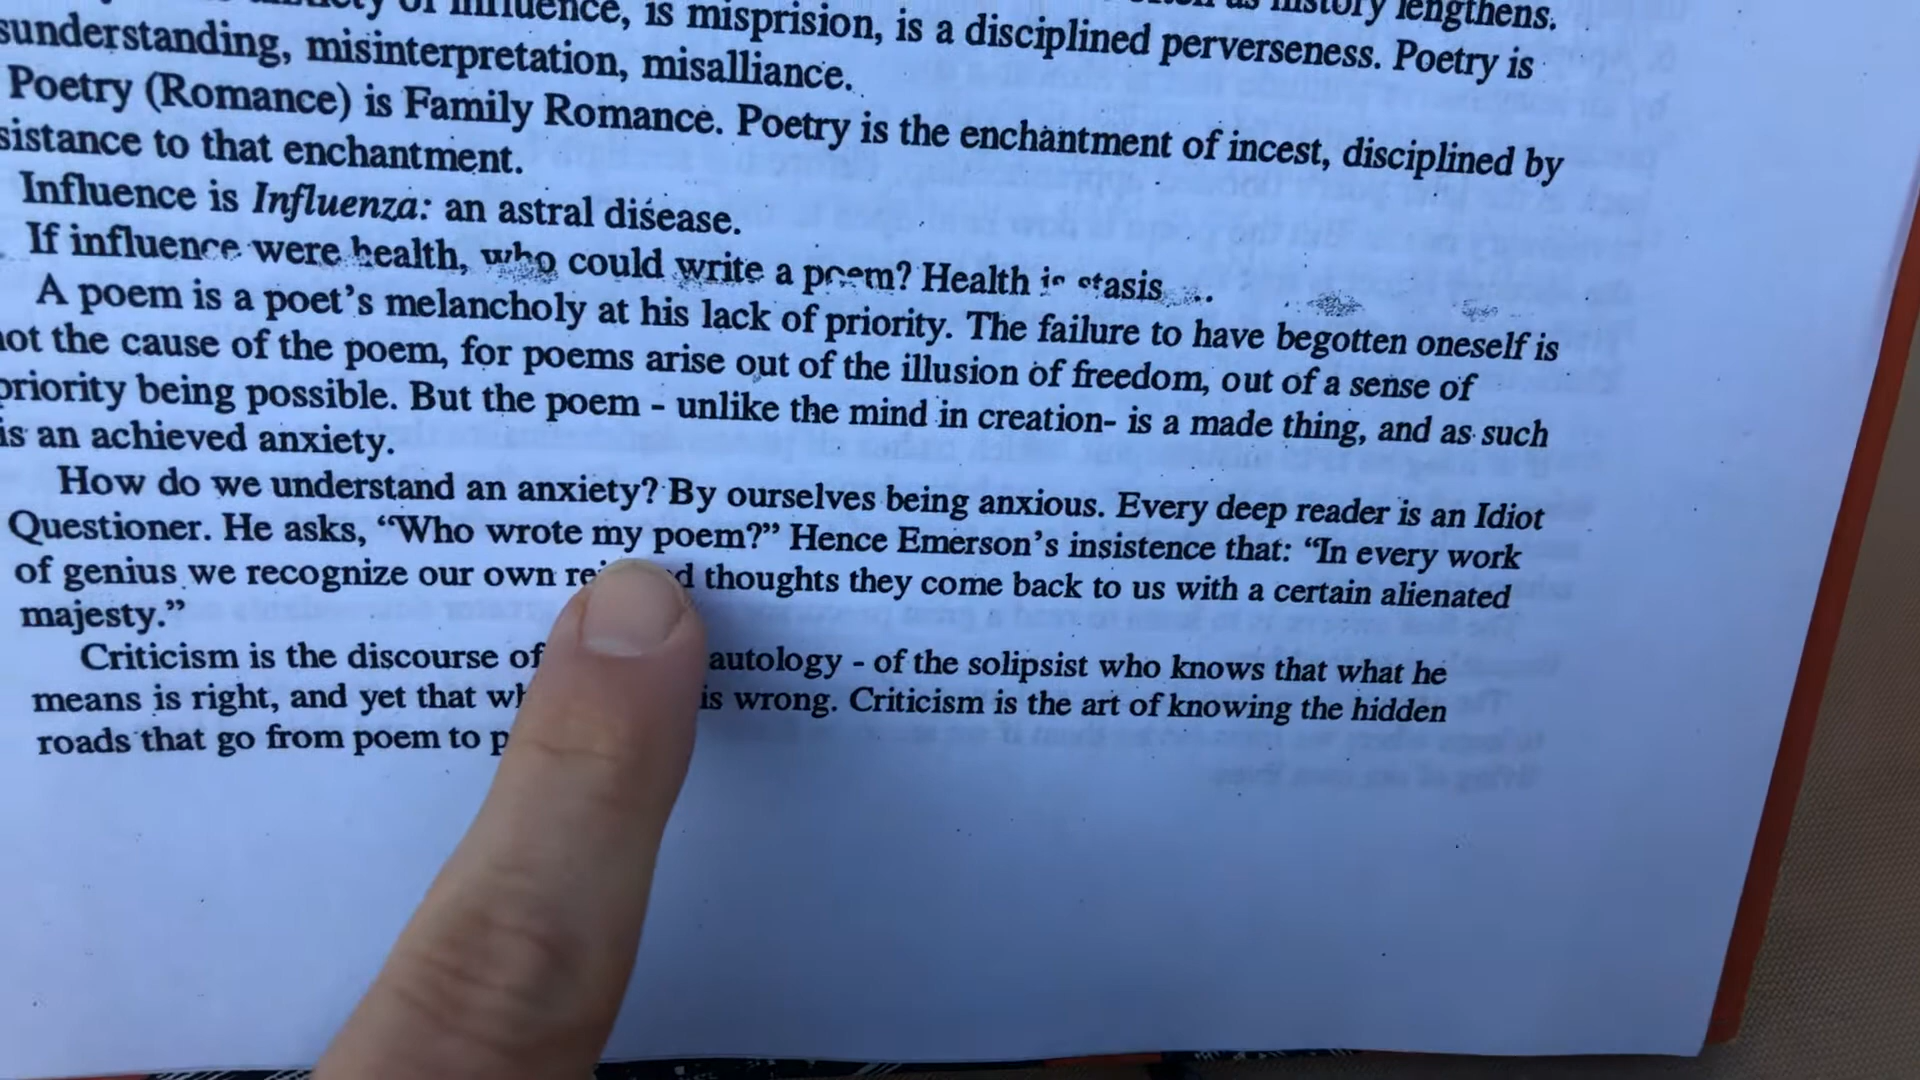 of influence, is misprision, is a disciplined perverseness. Poetry is
sunderstanding, misinterpretation, misalliance.
Poetry (Romance) is Family Romance. Poetry is the enchantment of incest, disciplined by
sistance to that enchantment.
Influence is Influenza: an astral disease.
If influence were health, who could write a poem? Health is stasis ...
A poem is a poet's melancholy at his lack of priority. The failure to have begotten oneself is
not the cause of the poem, for poems arise out of the illusion of freedom, out of a sense of
priority being possible. But the poem - unlike the mind in creation- is a made thing, and as such
is an achieved anxiety.
How do we understand an anxiety? By ourselves being anxious. Every deep reader is an Idiot
Questioner. He asks, “Who wrote my poem?” Hence Emerson's insistence that: “In every work
of genius we recognize our own thoughts they come back to us with a certain alienated
majesty.”
Criticism is the discourse of autology - of the solipsist who knows that what he
means is right, and yet that is wrong. Criticism is the art of knowing the hidden
roads that go from poem to